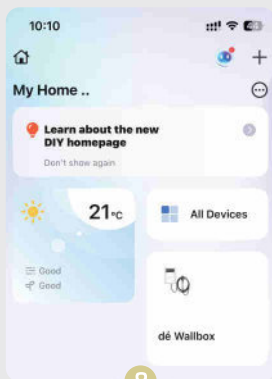 10:10
My Home ..
Learn about the new
DIY homepage
Don't show again
21°C
All Devices
Good
Good
dé Wallbox